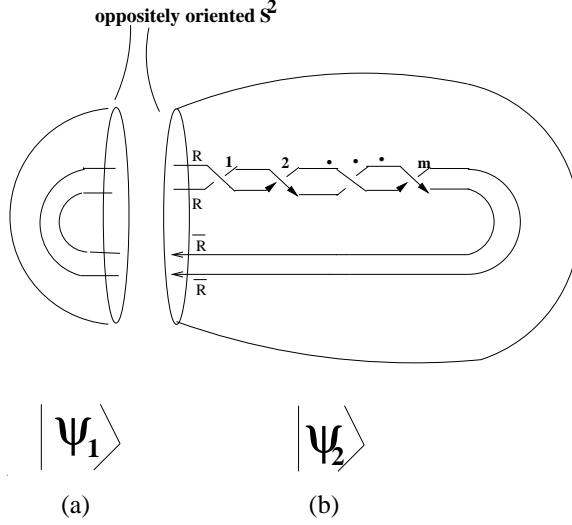 oppositely oriented S²
R 1 2 • • • m
R
R̅
R̅
|Ψ₁⟩ |Ψ₂⟩
(a) (b)